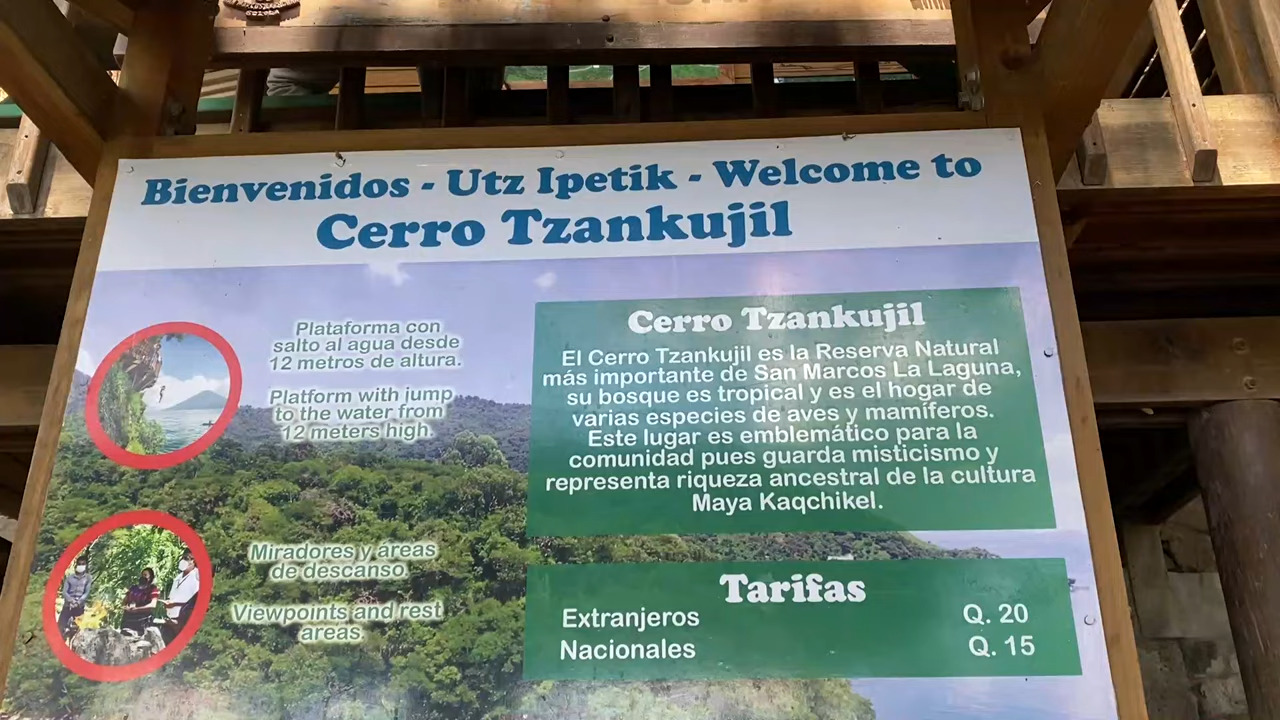 Bienvenidos - Utz Ipetik - Welcome to
Cerro Tzankujil
Plataforma con
salto al agua desde
12 metros de altura.
Platform with jump
to the water from
12 meters high.
Miradores y áreas
de descanso.
Viewpoints and rest
areas.
Cerro Tzankujil
El Cerro Tzankujil es la Reserva Natural
más importante de San Marcos La Laguna,
su bosque es tropical y es el hogar de
varias especies de aves y mamíferos.
Este lugar es emblemático para la
comunidad pues guarda misticismo y
representa riqueza ancestral de la cultura
Maya Kaqchikel.
Tarifas
Extranjeros Q. 20
Nacionales Q. 15